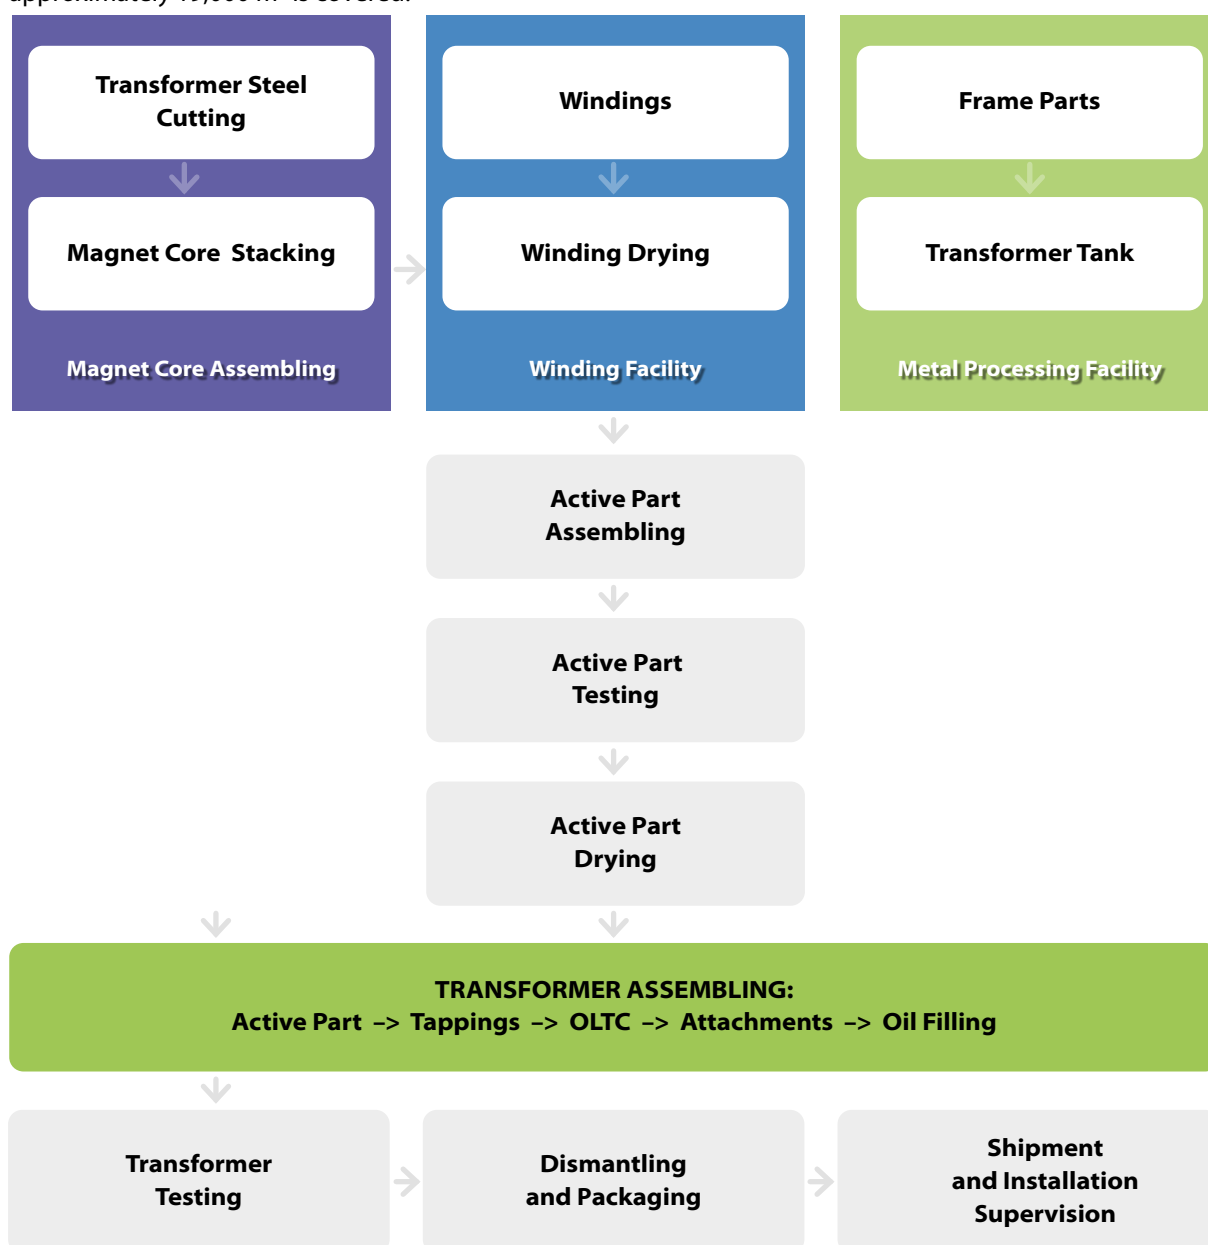 Transformer Steel
Cutting
Magnet Core Stacking
Magnet Core Assembling
Windings
Winding Drying
Winding Facility
Frame Parts
Transformer Tank
Metal Processing Facility
Active Part
Assembling
Active Part
Testing
Active Part
Drying
TRANSFORMER ASSEMBLING:
Active Part –> Tappings –> OLTC –> Attachments –> Oil Filling
Transformer
Testing
Dismantling
and Packaging
Shipment
and Installation
Supervision